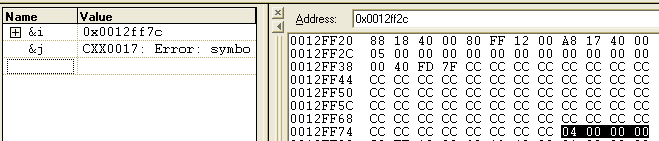 Name Value
&i 0x0012ff7c
&j CXX0017: Error: symbo
Address: 0x0012ff2c
0012FF20 88 18 40 00 80 FF 12 00 A8 17 40 00
0012FF2C 05 00 00 00 00 00 00 00 00 00 00 00
0012FF38 00 40 FD 7F CC CC CC CC CC CC CC CC
0012FF44 CC CC CC CC CC CC CC CC CC CC CC CC
0012FF50 CC CC CC CC CC CC CC CC CC CC CC CC
0012FF5C CC CC CC CC CC CC CC CC CC CC CC CC
0012FF68 CC CC CC CC CC CC CC CC CC CC CC CC
0012FF74 CC CC CC CC CC CC CC CC 04 00 00 00